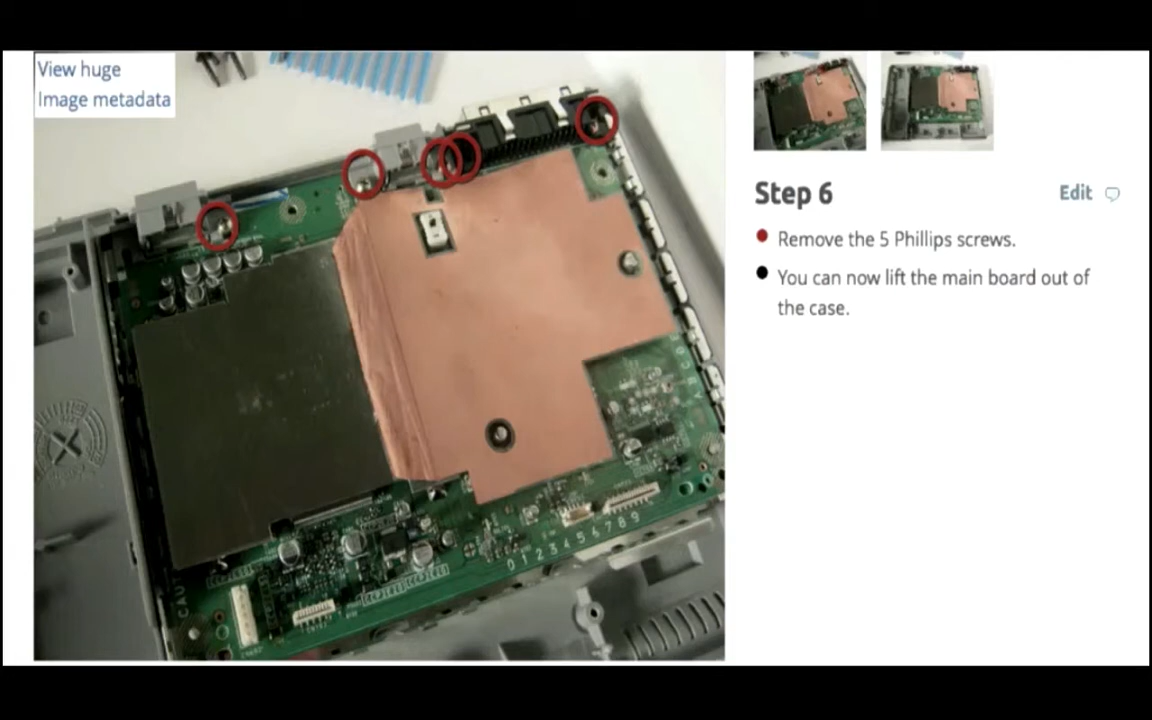 View huge
Image metadata
Step 6
Edit
Remove the 5 Phillips screws.
You can now lift the main board out of
the case.
0 1 2 3 4 5 6 7 8 9
CAUT